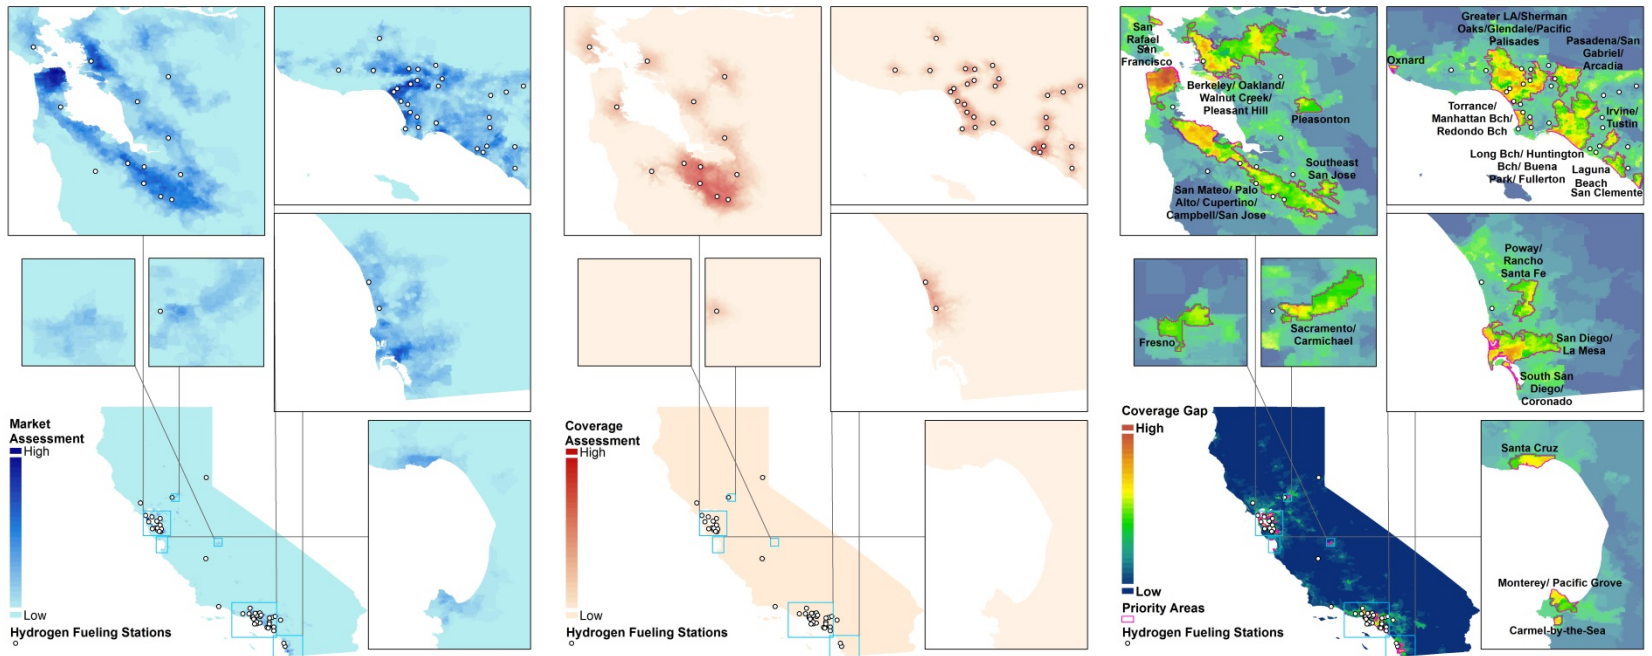 Market
Assessment
High
Low
Hydrogen Fueling Stations
Coverage
Assessment
High
Low
Hydrogen Fueling Stations
San
Rafael
San
Francisco
Berkeley/ Oakland/
Walnut Creek/
Pleasant Hill
Pleasonton
Southeast
San Jose
San Mateo/ Palo
Alto/ Cupertino/
Campbell/San Jose
Greater LA/Sherman
Oaks/Glendale/Pacific
Palisades
Pasadena/San
Gabriel/
Arcadia
Oxnard
Torrance/
Manhattan Bch/
Redondo Bch
Irvine/
Tustin
Long Bch/ Huntington
Bch/ Buena
Park/ Fullerton
Laguna
Beach
San Clemente
Fresno
Sacramento/
Carmichael
Poway/
Rancho
Santa Fe
San Diego/
La Mesa
South San
Diego/
Coronado
Coverage Gap
High
Low
Priority Areas
Hydrogen Fueling Stations
Santa Cruz
Monterey/ Pacific Grove
Carmel-by-the-Sea